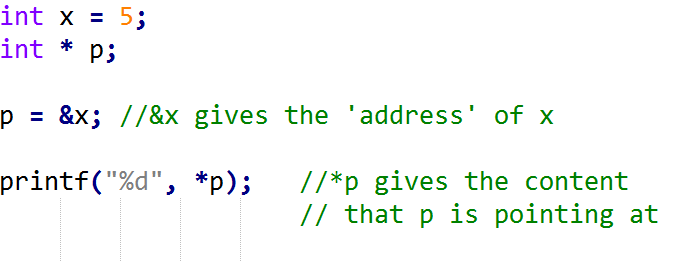 int x = 5;
int * p;
p = &x; //&x gives the 'address' of x
printf("%d", *p); //*p gives the content
// that p is pointing at